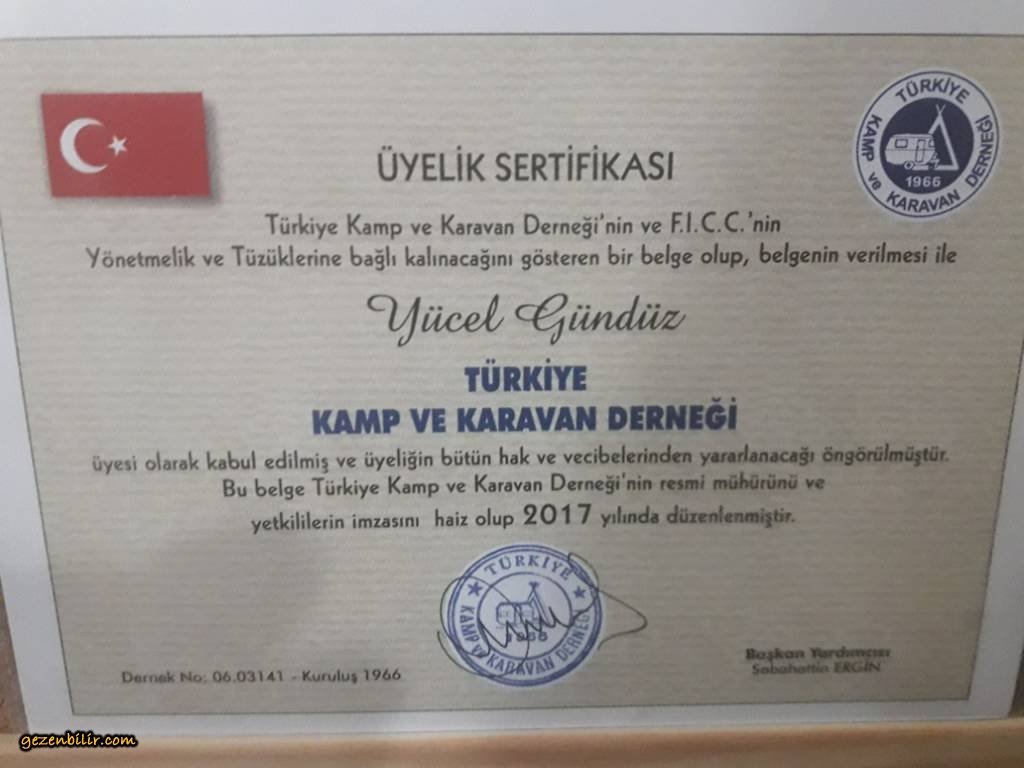 TÜRKİYE
KAMP ve KARAVAN DERNEĞİ
1966
ÜYELİK SERTİFİKASI
Türkiye Kamp ve Karavan Derneği'nin ve F.I.C.C.'nin
Yönetmelik ve Tüzüklerine bağlı kalınacağını gösteren bir belge olup, belgenin verilmesi ile
Yücel Gündüz
TÜRKİYE
KAMP VE KARAVAN DERNEĞİ
üyesi olarak kabul edilmiş ve üyeliğin bütün hak ve vecibelerinden yararlanacağı öngörülmüştür.
Bu belge Türkiye Kamp ve Karavan Derneği'nin resmi mühürünü ve
yetkililerin imzasını haiz olup 2017 yılında düzenlenmiştir.
TÜRKİYE
KAMP ve KARAVAN DERNEĞİ
1966
Başkan Yardımcısı
Sabahattin ERGİN
Dernek No: 06.03141 - Kuruluş 1966
gezenbilir.com